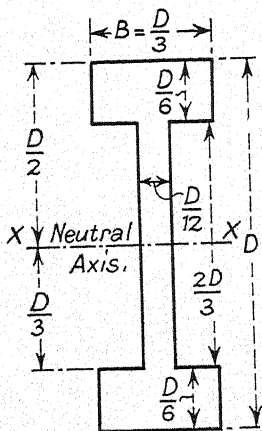 B = D/3
D/6
D/2
D/12
X Neutral X
Axis.
D
D/3
2D/3
D/6